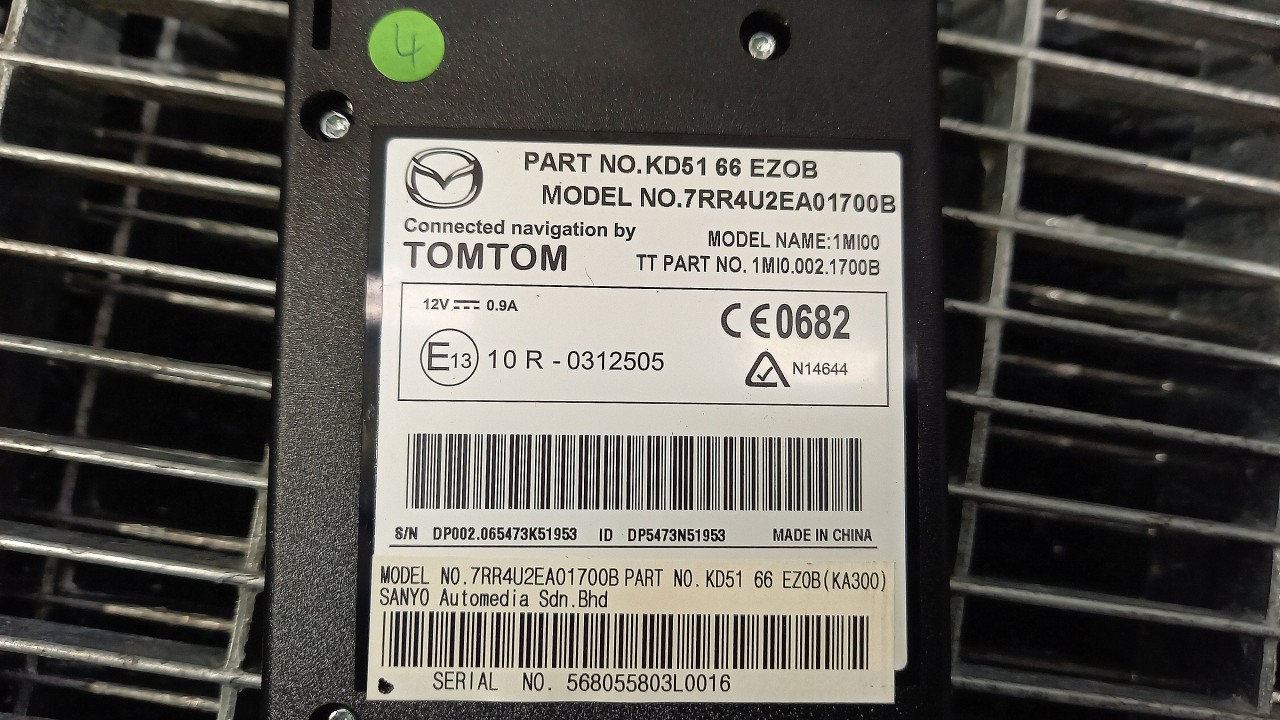 4
PART NO.KD51 66 EZ0B
MODEL NO.7RR4U2EA01700B
Connected navigation by
TOMTOM
MODEL NAME:1MI00
TT PART NO. 1MI0.002.1700B
12V 0.9A
CE0682
E13 10 R - 0312505
N14644
S/N DP002.065473K51953 ID DP5473N51953 MADE IN CHINA
MODEL NO.7RR4U2EA01700B PART NO. KD51 66 EZ0B(KA300)
SANYO Automedia Sdn.Bhd
SERIAL NO. 568055803L0016